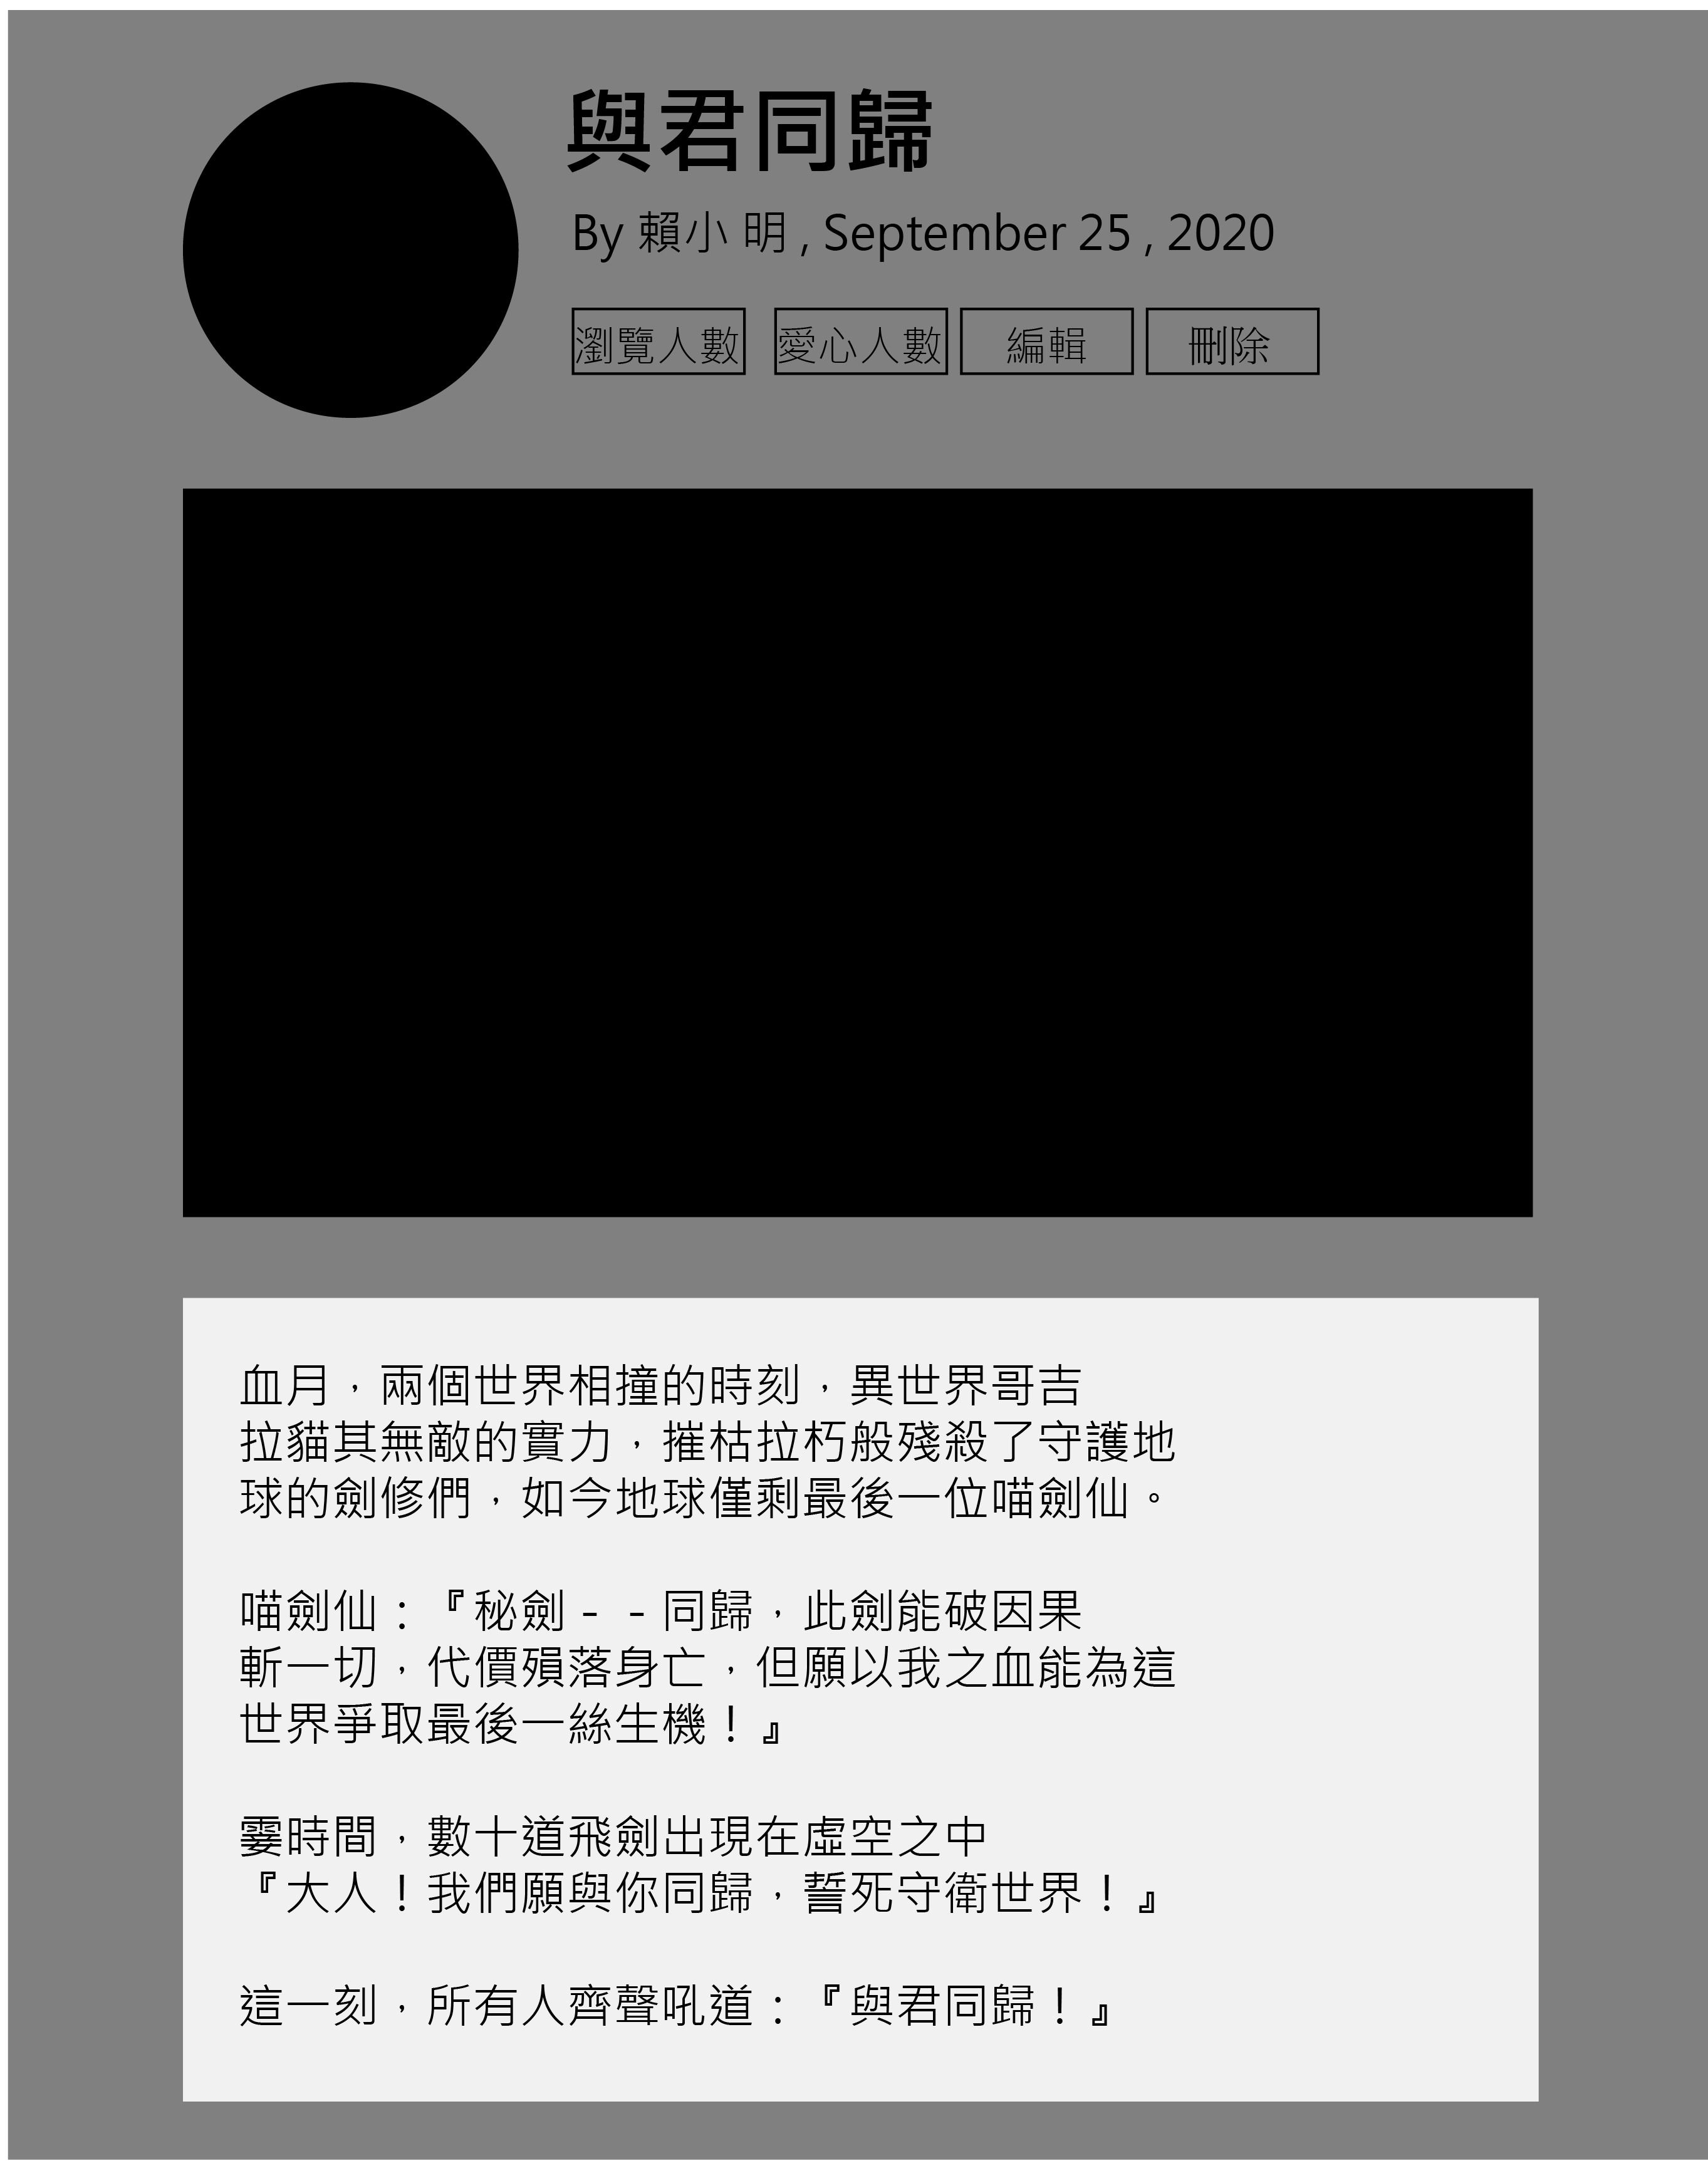 與君同歸
By 賴小 明 , September 25 , 2020
瀏覽人數 愛心人數 編輯 刪除
血月，兩個世界相撞的時刻，異世界哥吉
拉貓其無敵的實力，摧枯拉朽般殘殺了守護地
球的劍修們，如今地球僅剩最後一位喵劍仙。
喵劍仙：『秘劍- -同歸，此劍能破因果
斬一切，代價殞落身亡，但願以我之血能為這
世界爭取最後一絲生機！』
霎時間，數十道飛劍出現在虛空之中
『大人！我們願與你同歸，誓死守衛世界！』
這一刻，所有人齊聲吼道：『與君同歸！』